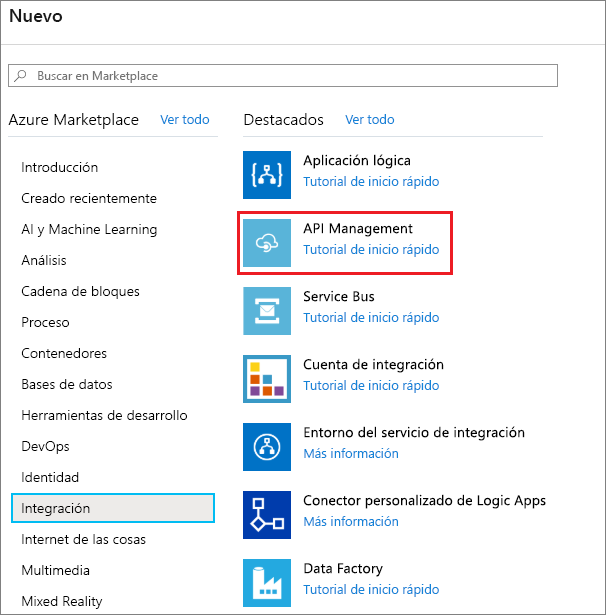 Nuevo
Buscar en Marketplace
Azure Marketplace Ver todo
Introducción
Creado recientemente
AI y Machine Learning
Análisis
Cadena de bloques
Proceso
Contenedores
Bases de datos
Herramientas de desarrollo
DevOps
Identidad
Integración
Internet de las cosas
Multimedia
Mixed Reality
Destacados Ver todo
Aplicación lógica
Tutorial de inicio rápido
API Management
Tutorial de inicio rápido
Service Bus
Tutorial de inicio rápido
Cuenta de integración
Tutorial de inicio rápido
Entorno del servicio de integración
Más información
Conector personalizado de Logic Apps
Más información
Data Factory
Tutorial de inicio rápido